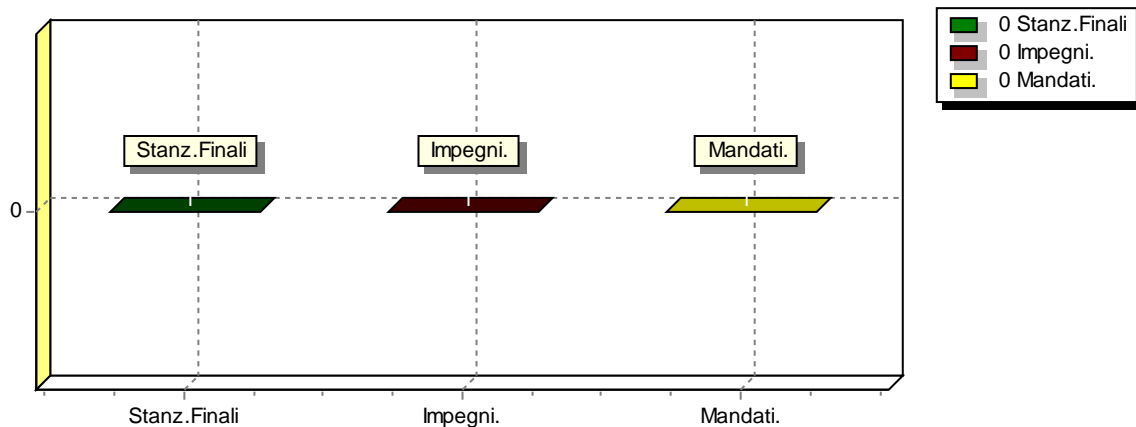 0 Stanz.Finali
0 Impegni.
0 Mandati.
Stanz.Finali
Impegni.
Mandati.
0
Stanz.Finali
Impegni.
Mandati.